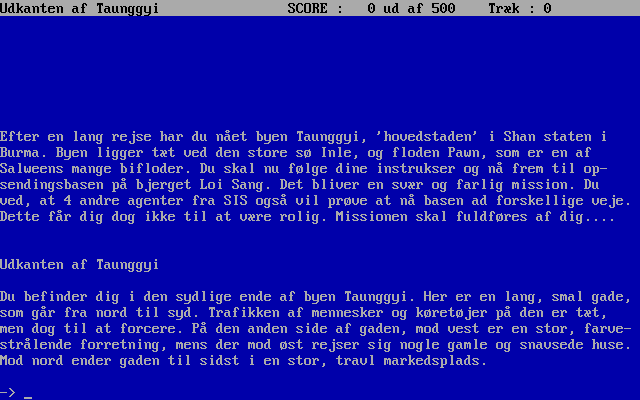 Udkanten af Taunggyi SCORE : 0 ud af 500 Træk : 0
Efter en lang rejse har du nået byen Taunggyi, 'hovedstaden' i Shan staten i
Burma. Byen ligger tæt ved den store sø Inle, og floden Pawn, som er en af
Salweens mange bifloder. Du skal nu følge dine instrukser og nå frem til op-
sendingsbasen på bjerget Loi Sang. Det bliver en svær og farlig mission. Du
ved, at 4 andre agenter fra SIS også vil prøve at nå basen ad forskellige veje.
Dette får dig dog ikke til at være rolig. Missionen skal fuldføres af dig....
Udkanten af Taunggyi
Du befinder dig i den sydlige ende af byen Taunggyi. Her er en lang, smal gade,
som går fra nord til syd. Trafikken af mennesker og køretøjer på den er tæt,
men dog til at forcere. På den anden side af gaden, mod vest er en stor, farve-
strålende forretning, mens der mod øst rejser sig nogle gamle og snavsede huse.
Mod nord ender gaden til sidst i en stor, travl markedsplads.
-> _